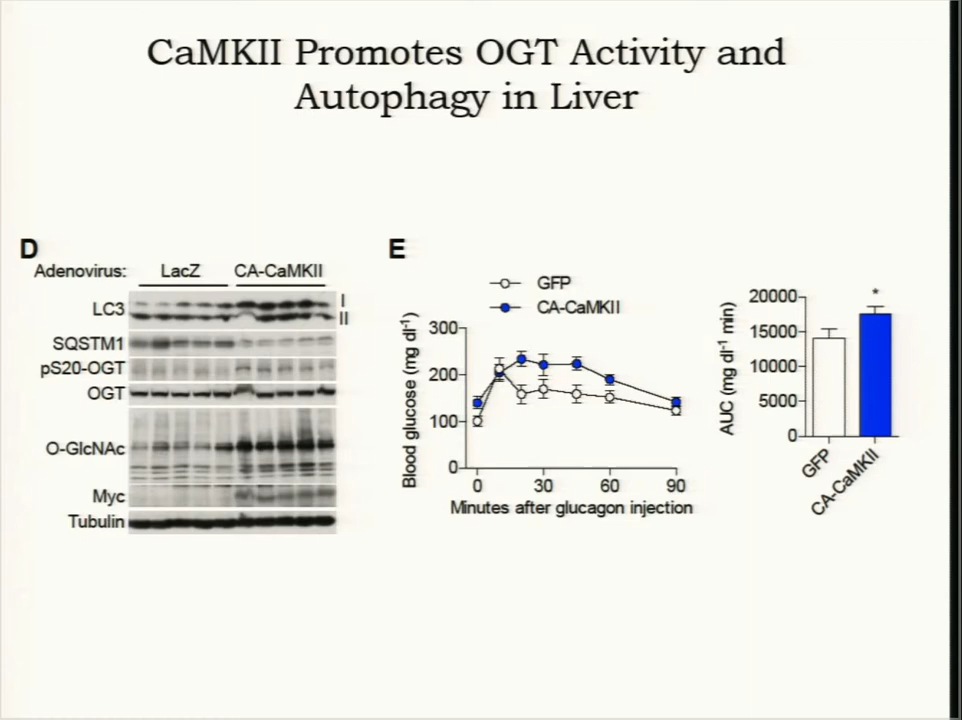 CaMKII Promotes OGT Activity and
Autophagy in Liver
D
Adenovirus: LacZ CA-CaMKII
LC3 I
II
SQSTM1
pS20-OGT
OGT
O-GlcNAc
Myc
Tubulin
E
GFP
CA-CaMKII
Blood glucose (mg dl-1)
300
200
100
0
0 30 60 90
Minutes after glucagon injection
AUC (mg dl-1 min)
20000
15000
10000
5000
0
*
GFP
CA-CaMKII